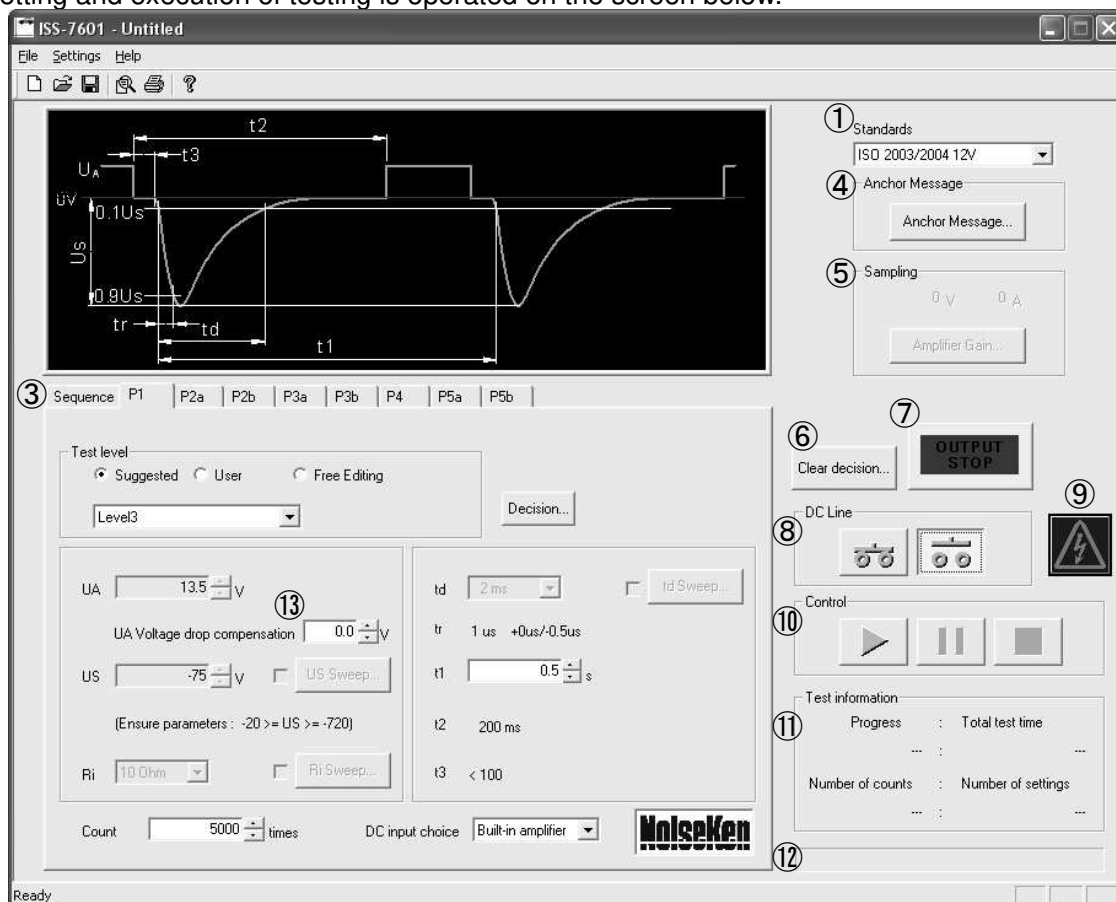 etting and execution of testing is operated on the screen below.
ISS-7601 - Untitled
File Settings Help
t2
t3
UA
0V
0.1Us
Us
0.9Us
tr
td
t1
① Standards
ISO 2003/2004 12V
④ Anchor Message
Anchor Message...
⑤ Sampling
0 V 0 A
Amplifier Gain...
③ Sequence P1 P2a P2b P3a P3b P4 P5a P5b
Test level
Suggested User Free Editing
Level3
Decision...
⑥ Clear decision...
⑦ OUTPUT STOP
⑧ DC Line
⑨
UA 13.5 V
⑬
UA Voltage drop compensation 0.0 V
US -75 V US Sweep...
(Ensure parameters : -20 >= US >= -720)
Ri 10 Ohm Ri Sweep...
td 2 ms td Sweep...
tr 1 us +0us/-0.5us
t1 0.5 s
t2 200 ms
t3 < 100
⑩ Control
⑪ Test information
Progress : Total test time
--- : ---
Number of counts : Number of settings
--- : ---
Count 5000 times DC input choice Built-in amplifier NoiseKen
⑫
Ready